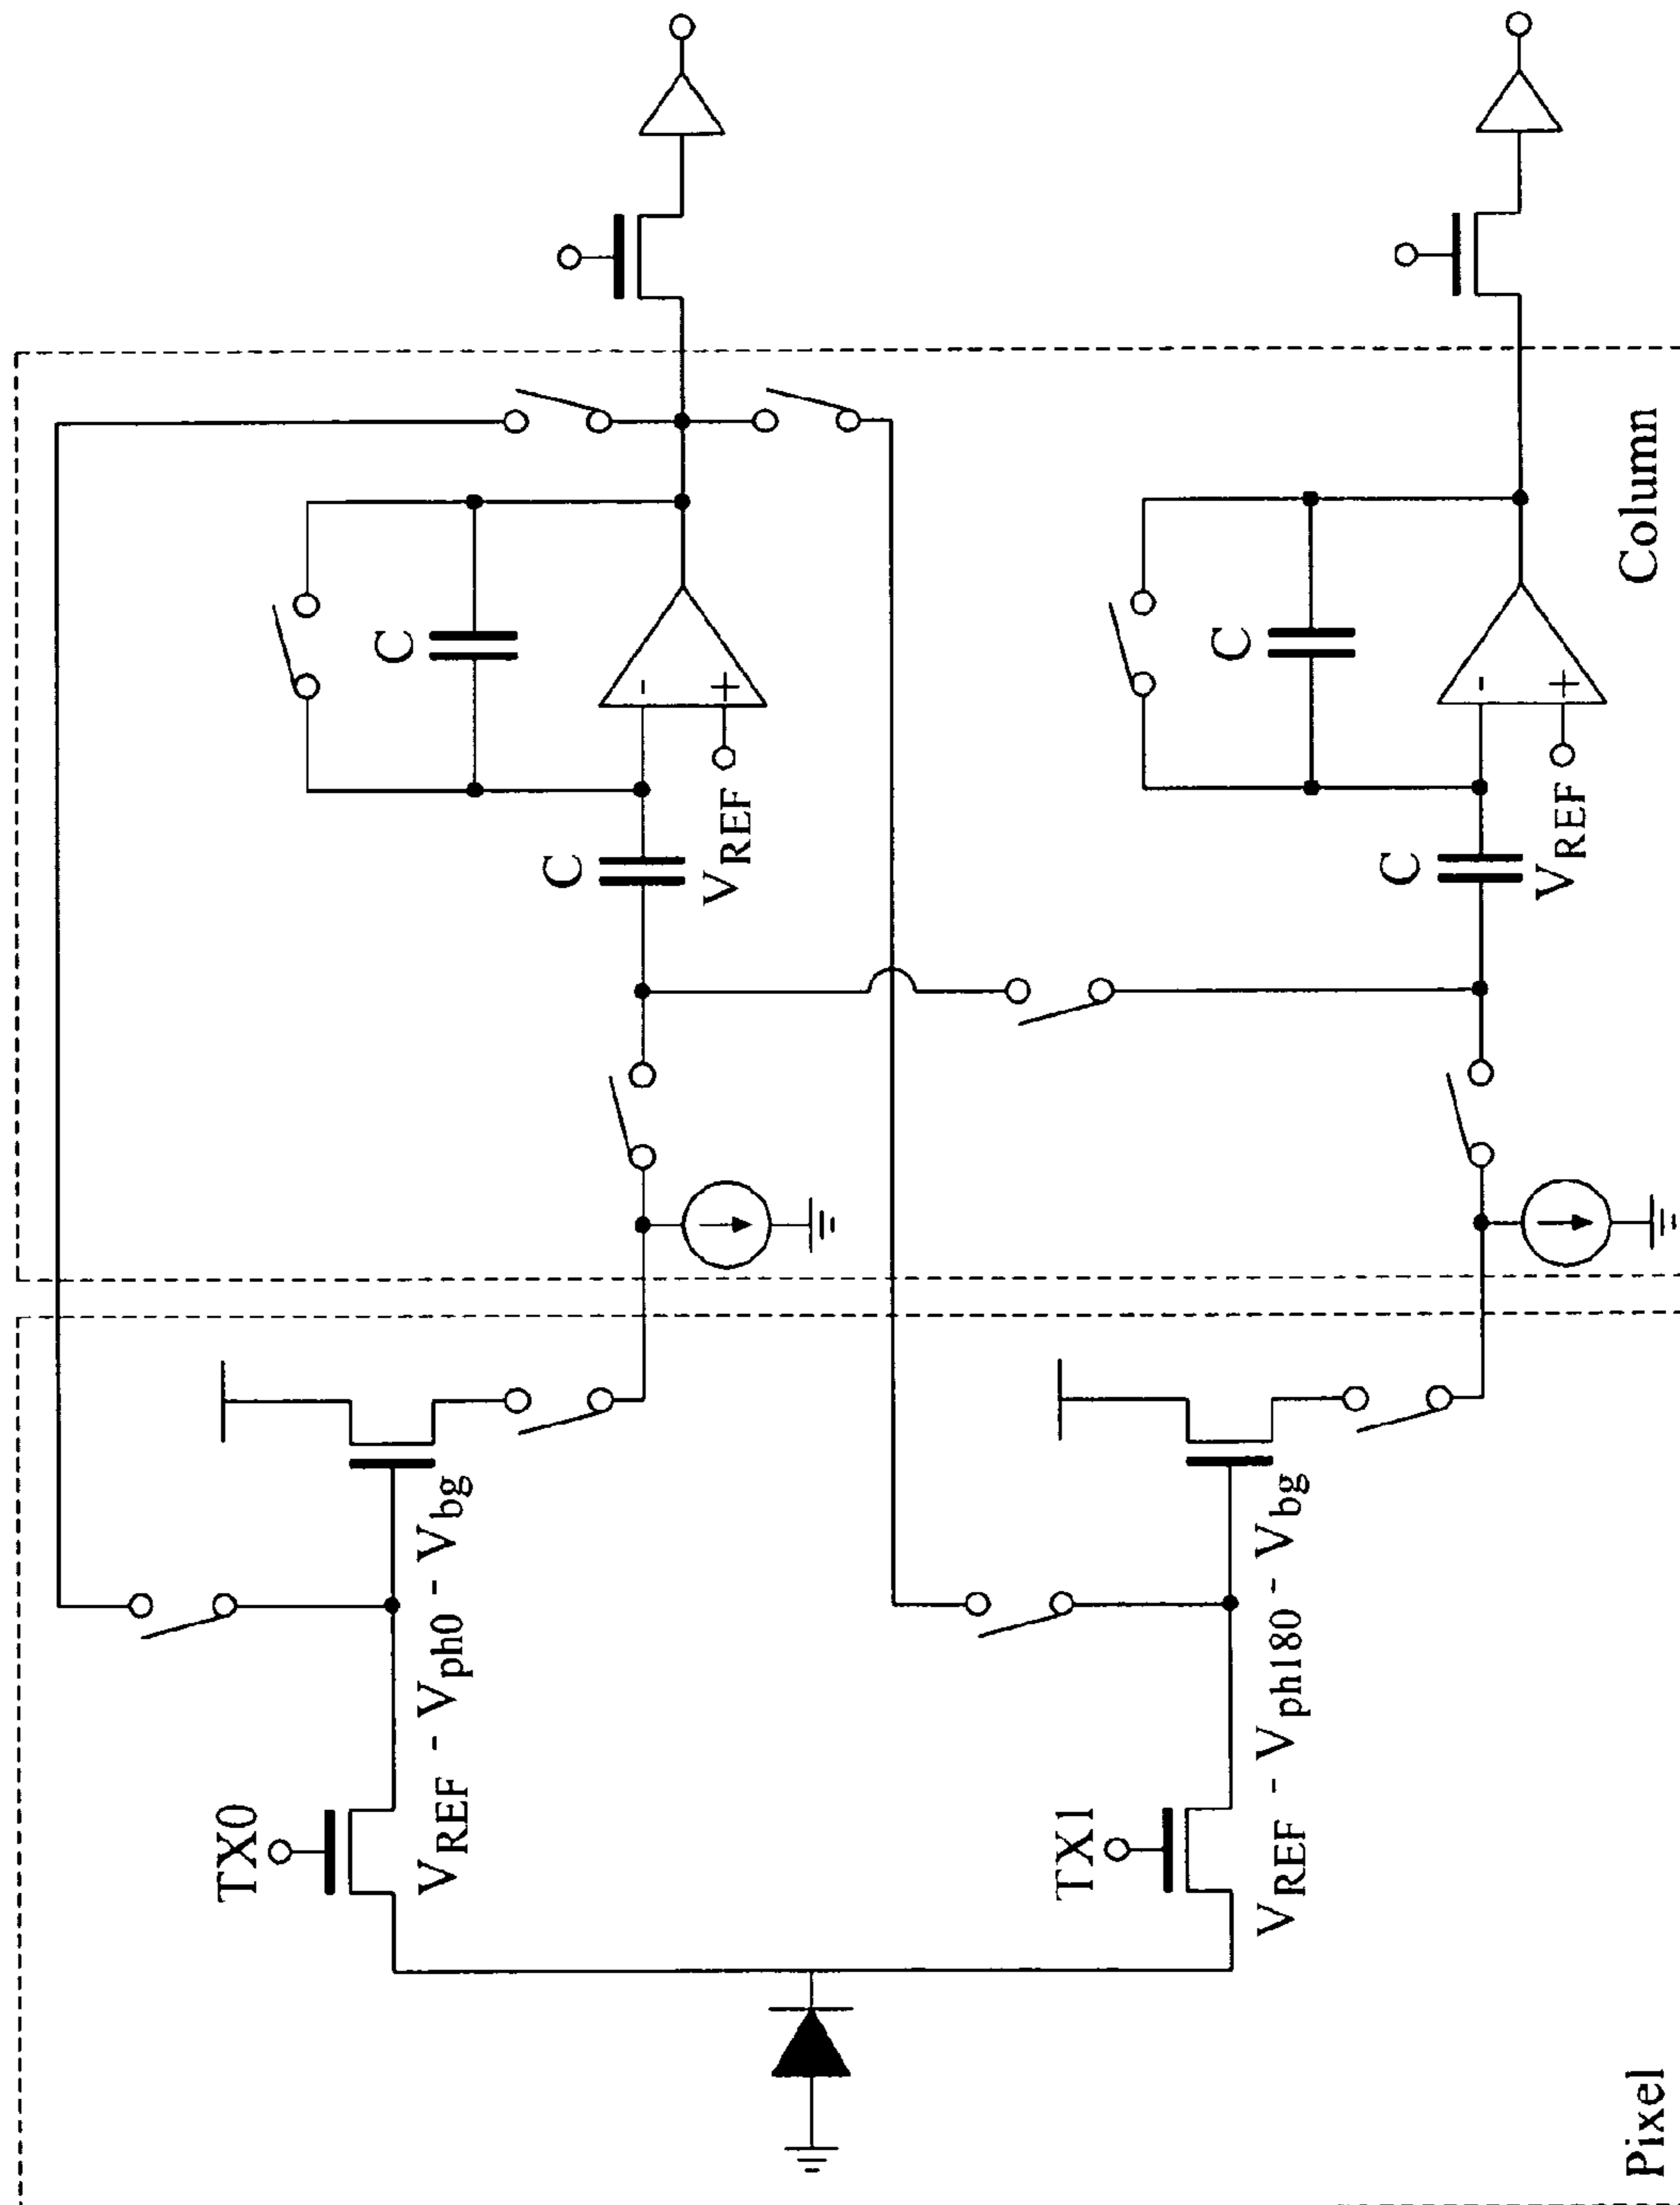 Pixel
Column
TX0
V_REF - V_ph0 - V_bg
C
C
-
+
V_REF
TX1
V_REF - V_ph180 - V_bg
C
C
-
+
V_REF